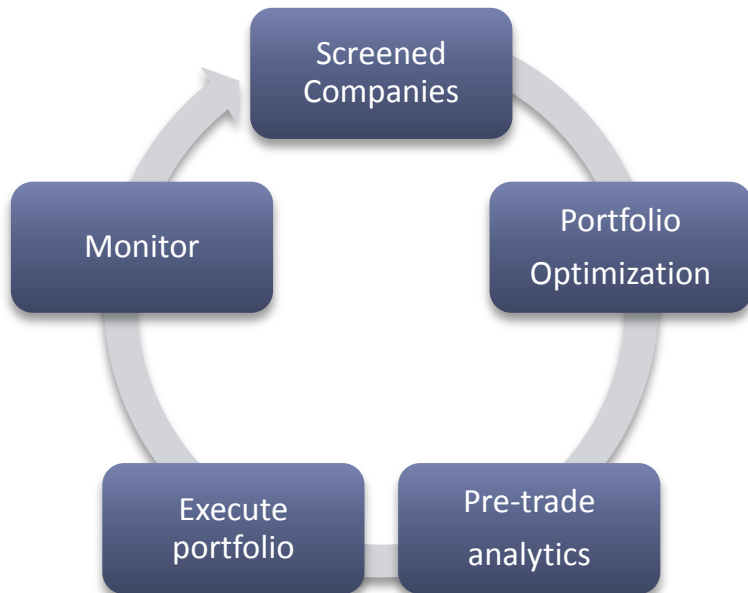 Screened
Companies
Portfolio
Optimization
Pre-trade
analytics
Execute
portfolio
Monitor